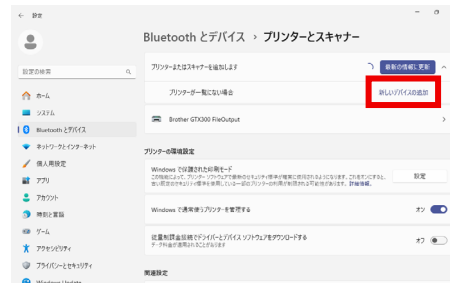 ← 設定
Bluetooth とデバイス › プリンターとスキャナー
設定の検索
ホーム
システム
Bluetooth とデバイス
ネットワークとインターネット
個人用設定
アプリ
アカウント
時刻と言語
ゲーム
アクセシビリティ
プライバシーとセキュリティ
Windows Update
プリンターまたはスキャナーを追加します
最新の情報に更新
プリンターが一覧にない場合
新しいデバイスの追加
Brother GTX300 FileOutput
プリンターの環境設定
Windows で保護された印刷モード
設定
Windows で通常使うプリンターを管理する
オン
従量制課金接続でドライバーとデバイス ソフトウェアをダウンロードする
データ料金が適用されることがあります
オフ
関連設定